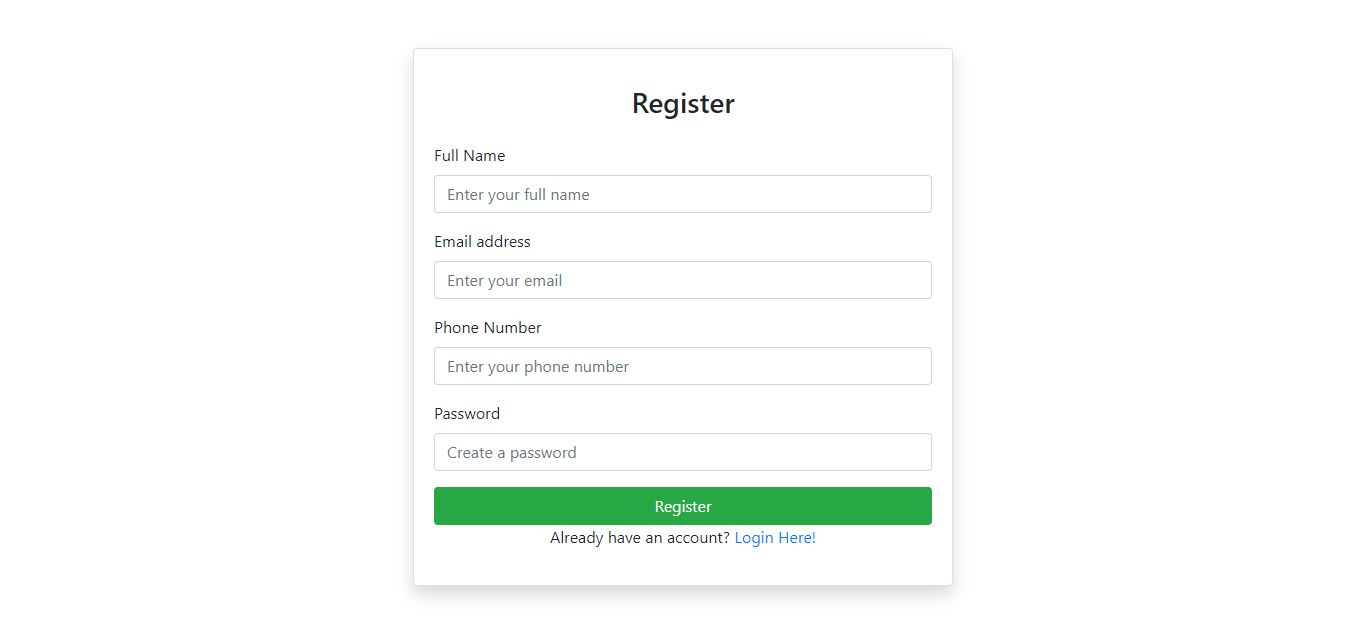 Register
Full Name
Enter your full name
Email address
Enter your email
Phone Number
Enter your phone number
Password
Create a password
Register
Already have an account? Login Here!